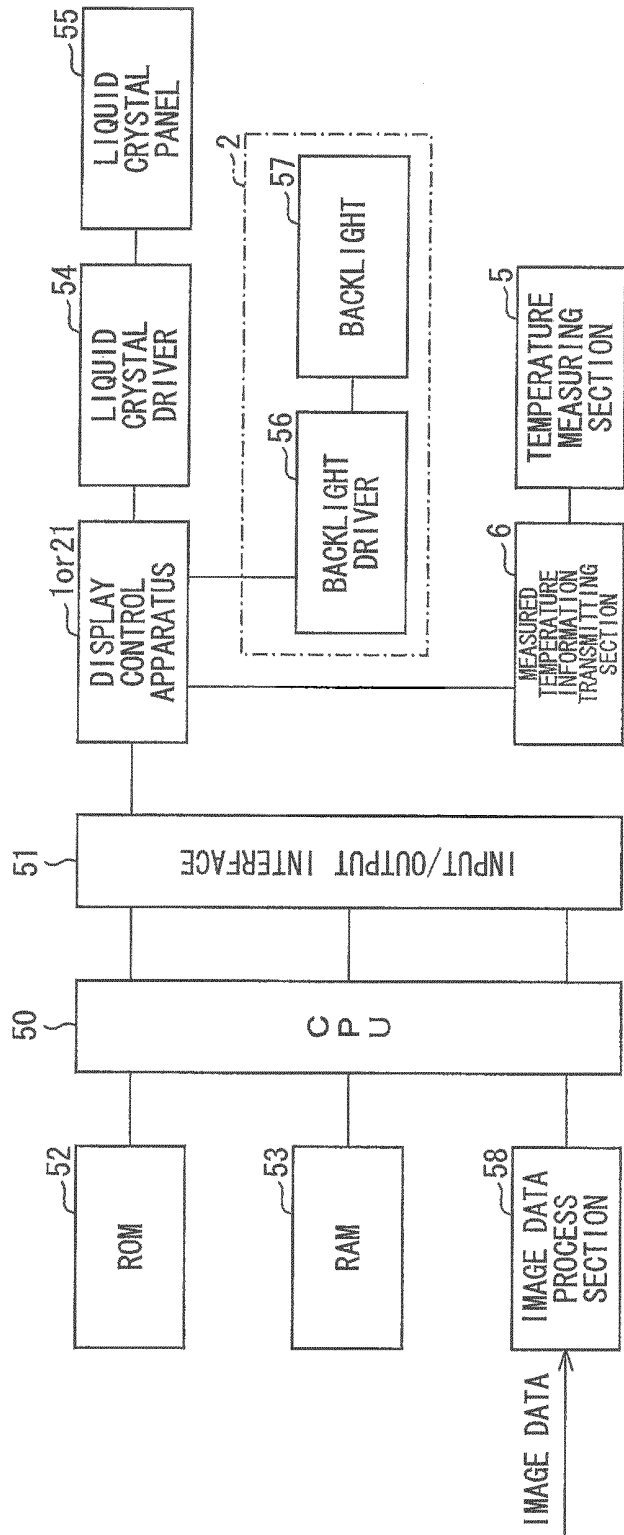 52
ROM
53
RAM
58
IMAGE DATA
PROCESS
SECTION
IMAGE DATA
50
CPU
51
INPUT/OUTPUT INTERFACE
1or21
DISPLAY
CONTROL
APPARATUS
54
LIQUID
CRYSTAL
DRIVER
55
LIQUID
CRYSTAL
PANEL
2
56
BACKLIGHT
DRIVER
57
BACKLIGHT
6
MEASURED
TEMPERATURE
INFORMATION
TRANSMITTING
SECTION
5
TEMPERATURE
MEASURING
SECTION